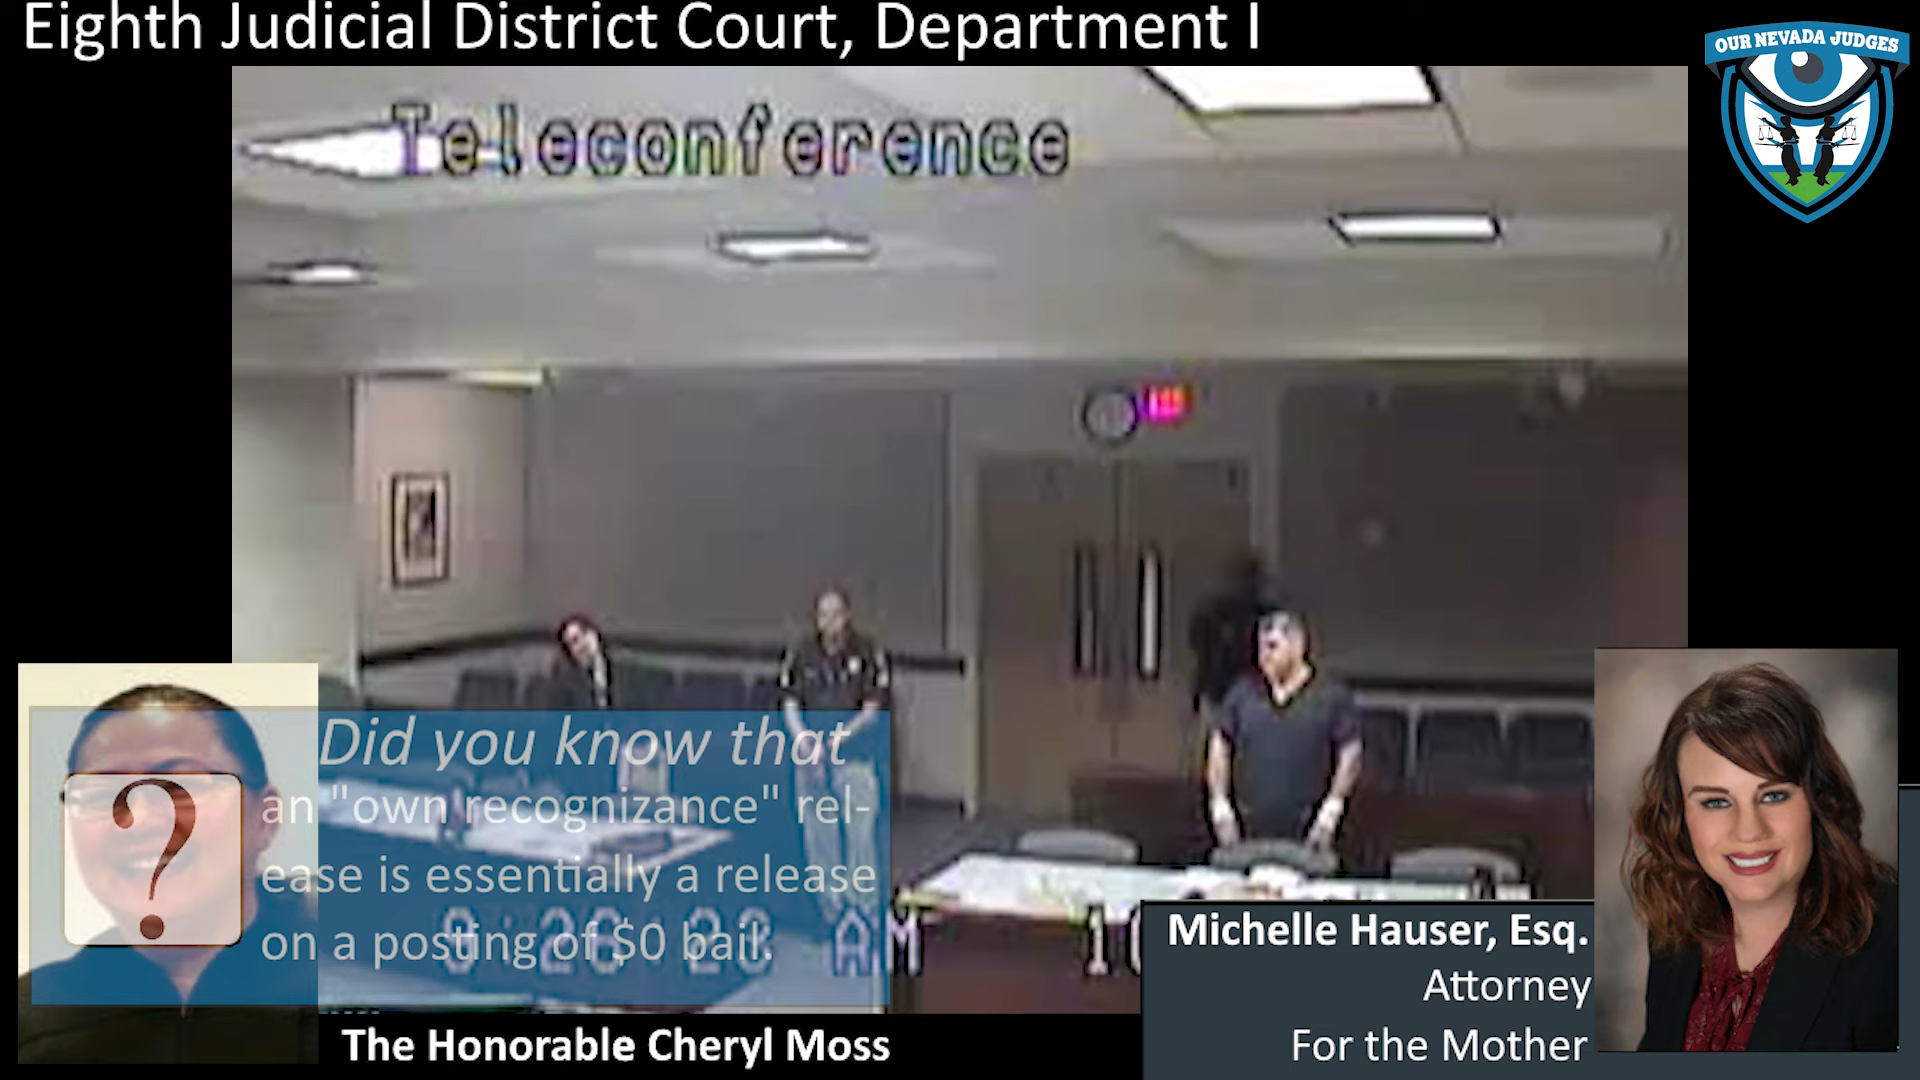 Eighth Judicial District Court, Department I
OUR NEVADA JUDGES
Teleconference
Did you know that
an "own recognizance" rel-
ease is essentially a release
on a posting of $0 bail.
?
AM
Michelle Hauser, Esq.
Attorney
For the Mother
The Honorable Cheryl Moss